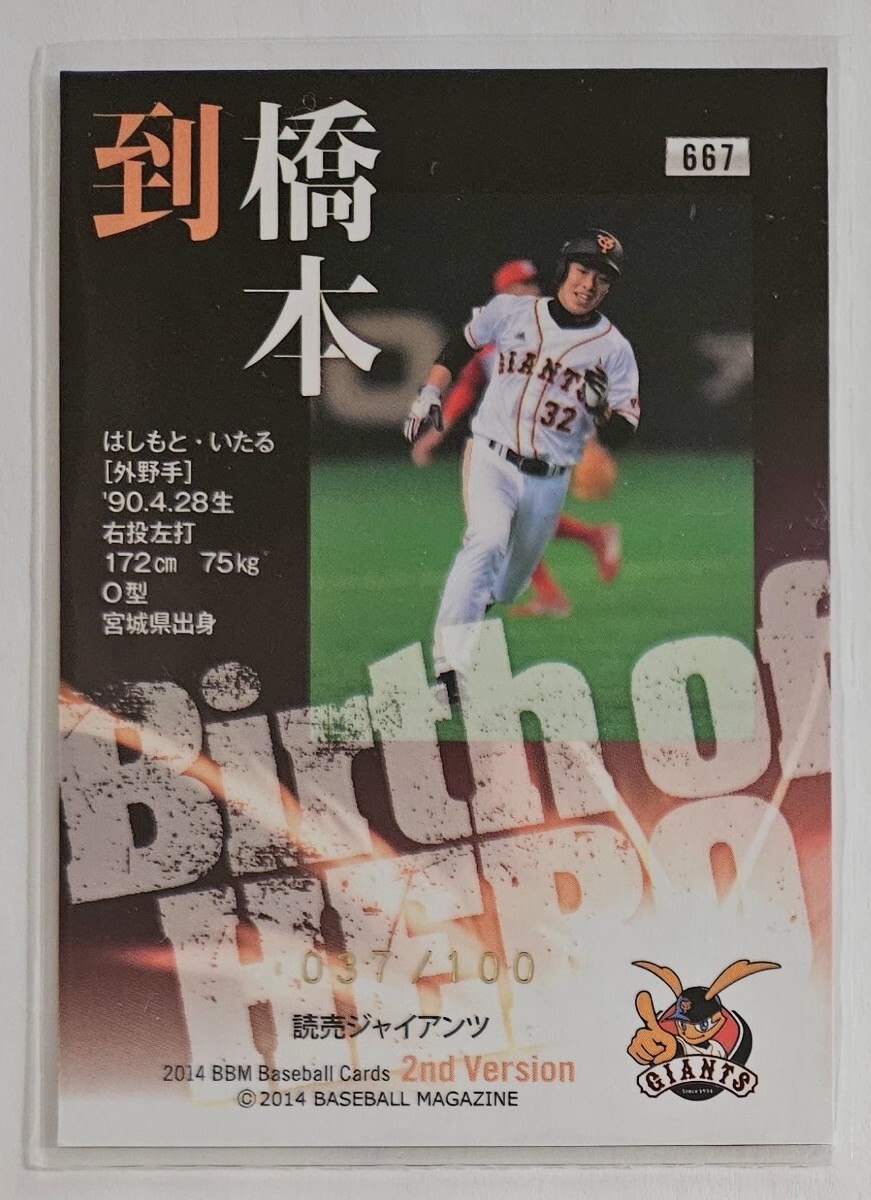 橋本
到
667
GIANTS
32
はしもと・いたる
[外野手]
'90.4.28生
右投左打
172㎝ 75㎏
O型
宮城県出身
Birth of
HERO
037/100
読売ジャイアンツ
2014 BBM Baseball Cards 2nd Version
©2014 BASEBALL MAGAZINE
GIANTS
Since 1934